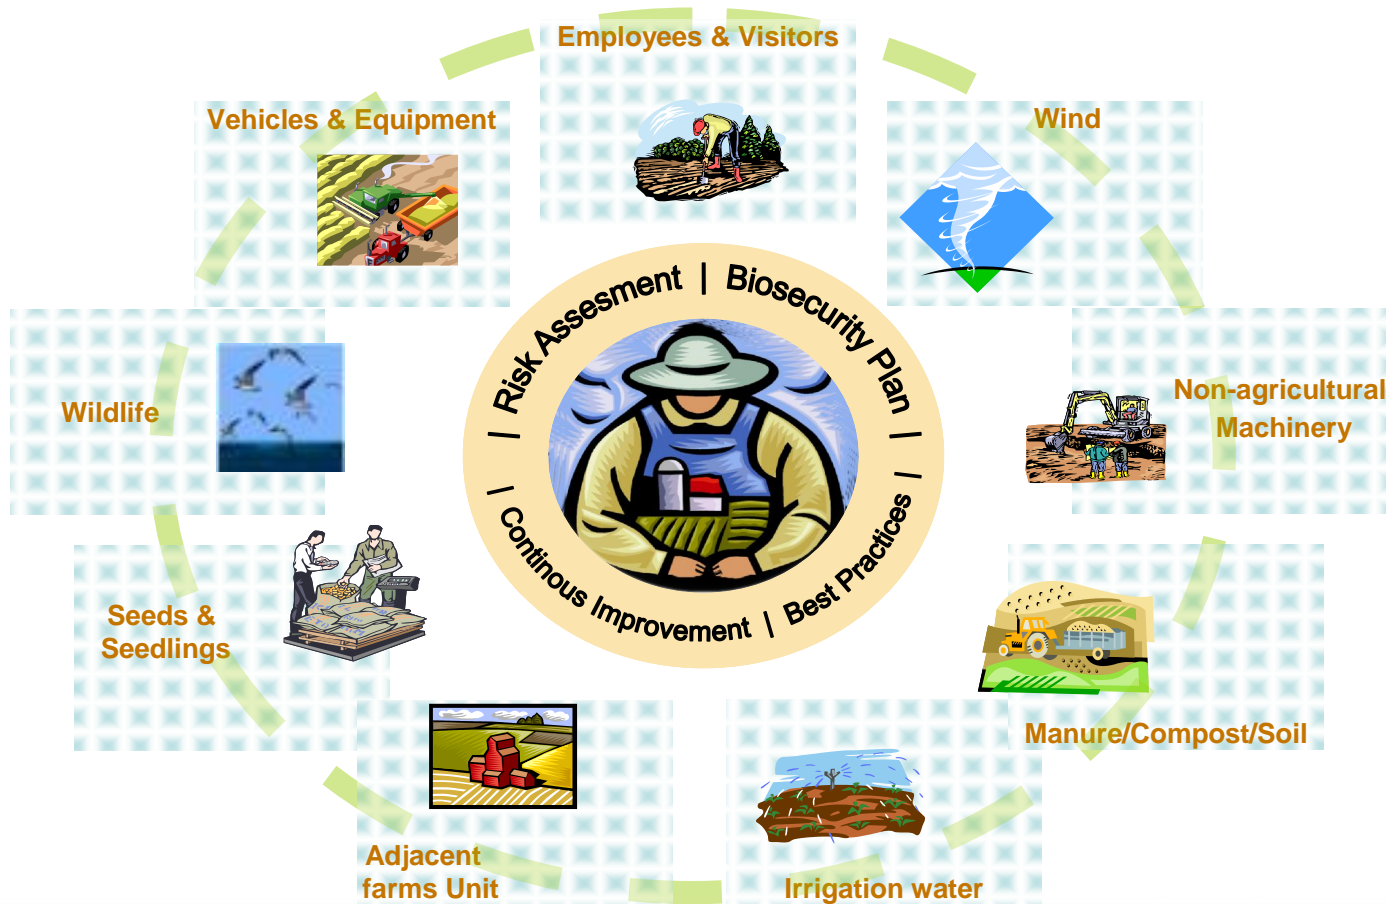 Employees & Visitors
Vehicles & Equipment
Wind
| Risk Assesment | Biosecurity Plan |
Wildlife
Non-agricultural
Machinery
| Continous Improvement | Best Practices |
Seeds &
Seedlings
Manure/Compost/Soil
Adjacent
farms Unit
Irrigation water